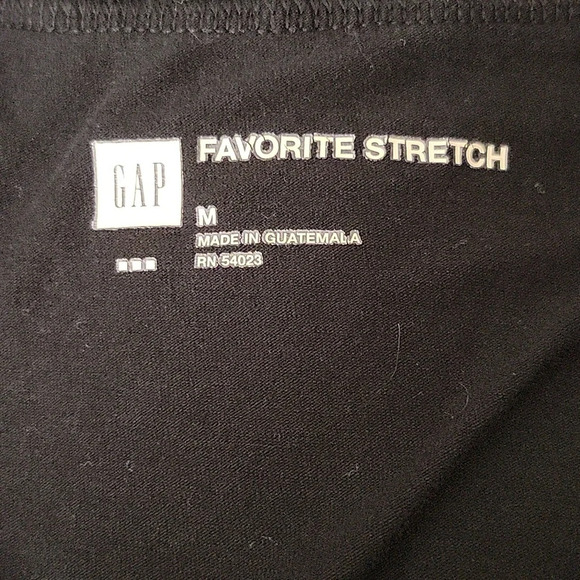 GAP
FAVORITE STRETCH
M
MADE IN GUATEMALA
RN 54023